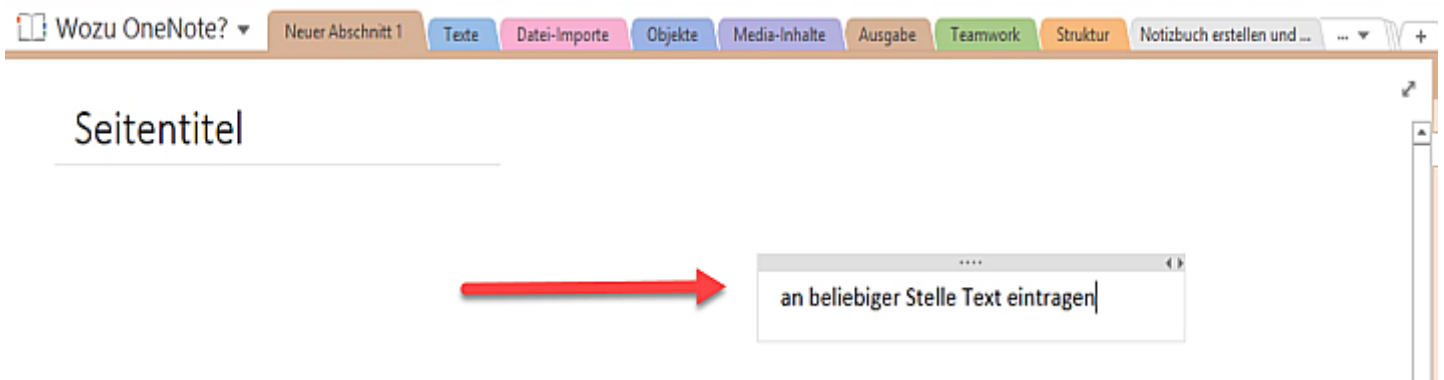 Wozu OneNote? Neuer Abschnitt 1 Texte Datei-Importe Objekte Media-Inhalte Ausgabe Teamwork Struktur Notizbuch erstellen und ... ... +
Seitentitel
an beliebiger Stelle Text eintragen